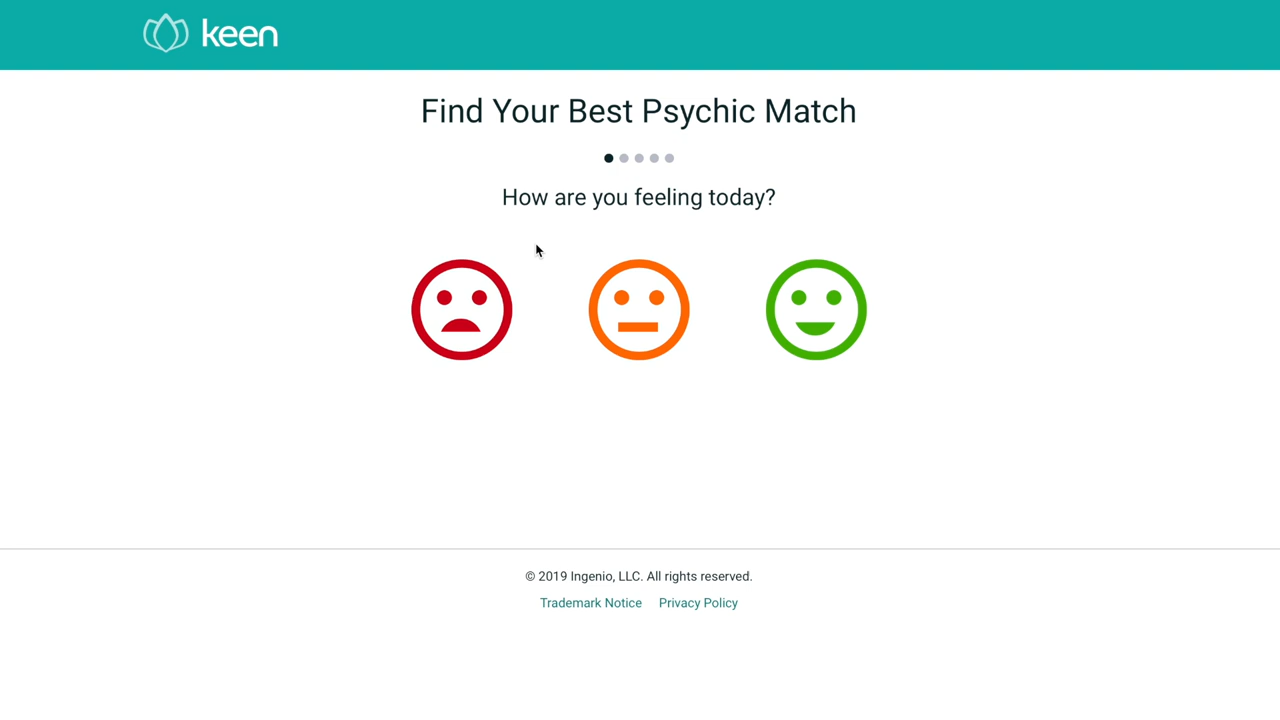 keen
Find Your Best Psychic Match
How are you feeling today?
© 2019 Ingenio, LLC. All rights reserved.
Trademark Notice Privacy Policy